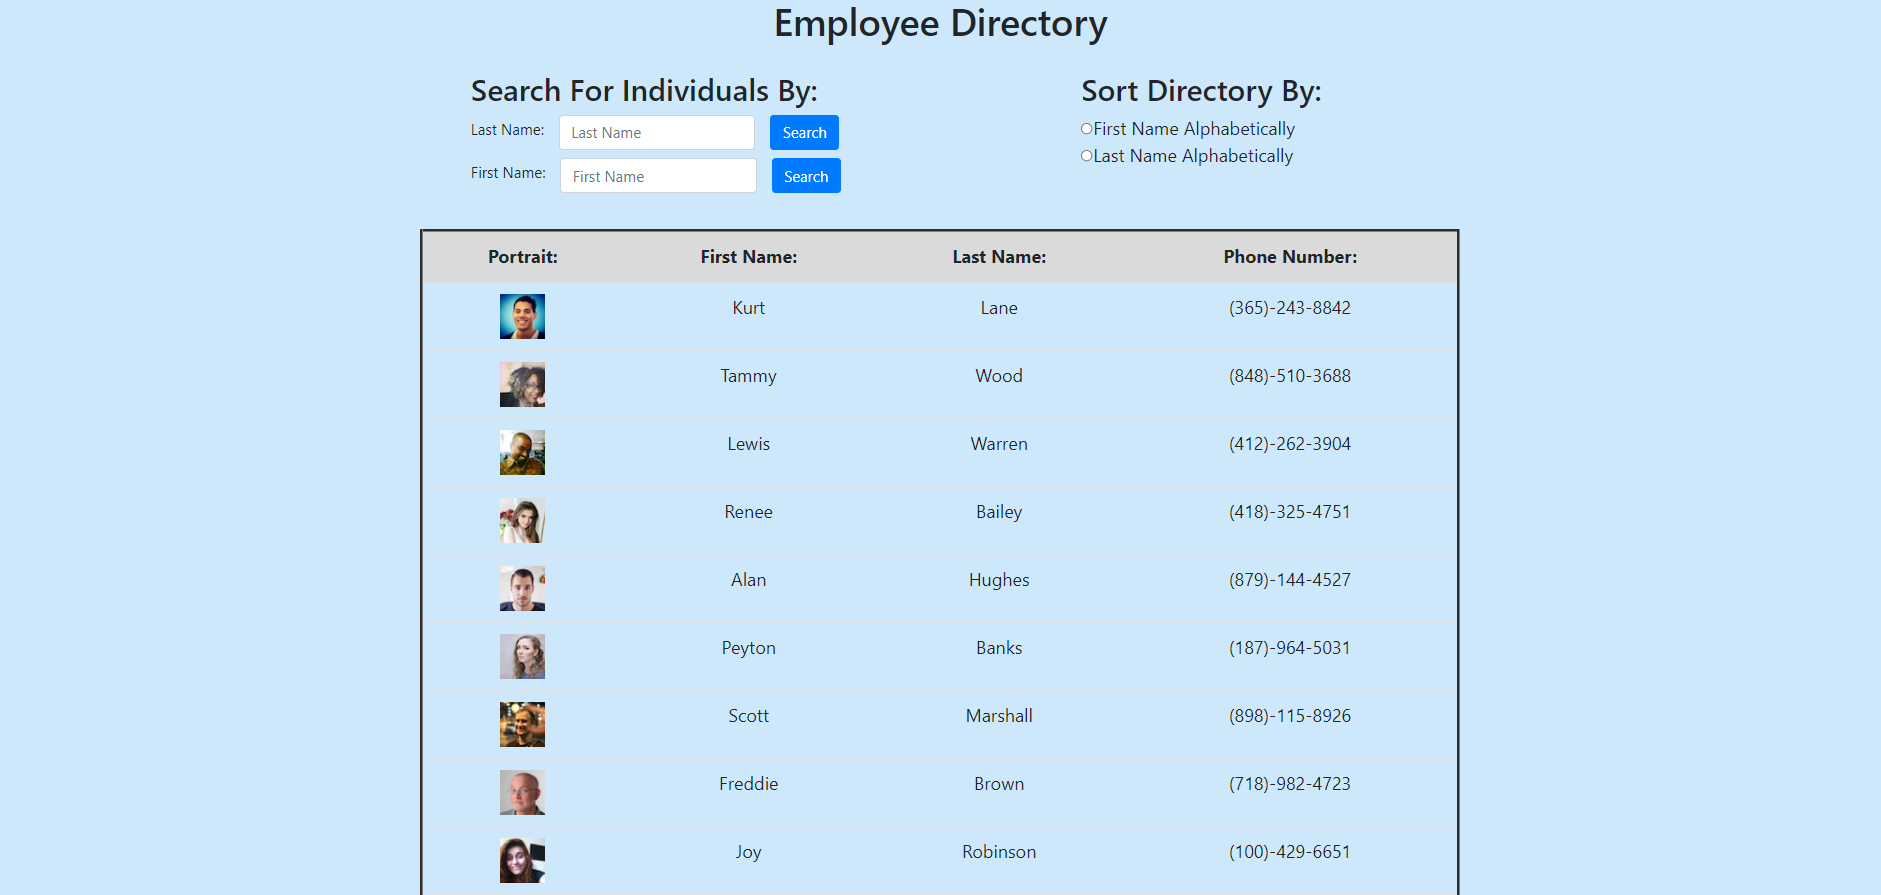 Employee Directory
Search For Individuals By:
Last Name: Last Name Search
First Name: First Name Search
Sort Directory By:
First Name Alphabetically
Last Name Alphabetically
Portrait: First Name: Last Name: Phone Number:
Kurt Lane (365)-243-8842
Tammy Wood (848)-510-3688
Lewis Warren (412)-262-3904
Renee Bailey (418)-325-4751
Alan Hughes (879)-144-4527
Peyton Banks (187)-964-5031
Scott Marshall (898)-115-8926
Freddie Brown (718)-982-4723
Joy Robinson (100)-429-6651